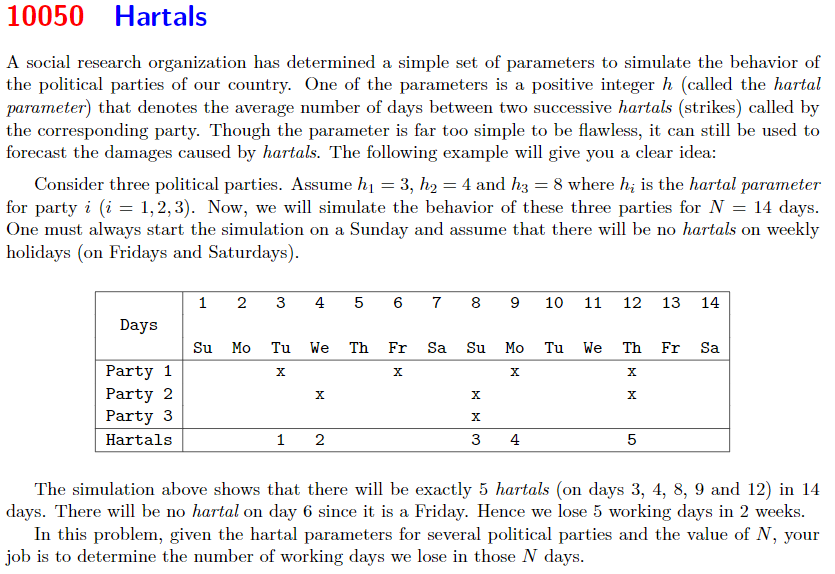 10050 Hartals
A social research organization has determined a simple set of parameters to simulate the behavior of
the political parties of our country. One of the parameters is a positive integer h (called the hartal
parameter) that denotes the average number of days between two successive hartals (strikes) called by
the corresponding party. Though the parameter is far too simple to be flawless, it can still be used to
forecast the damages caused by hartals. The following example will give you a clear idea:
Consider three political parties. Assume h₁ = 3, h₂ = 4 and h₃ = 8 where hᵢ is the hartal parameter
for party i (i = 1, 2, 3). Now, we will simulate the behavior of these three parties for N = 14 days.
One must always start the simulation on a Sunday and assume that there will be no hartals on weekly
holidays (on Fridays and Saturdays).
1 2 3 4 5 6 7 8 9 10 11 12 13 14
Days
Su Mo Tu We Th Fr Sa Su Mo Tu We Th Fr Sa
Party 1 x x x x
Party 2 x x x
Party 3 x
Hartals 1 2 3 4 5
The simulation above shows that there will be exactly 5 hartals (on days 3, 4, 8, 9 and 12) in 14
days. There will be no hartal on day 6 since it is a Friday. Hence we lose 5 working days in 2 weeks.
In this problem, given the hartal parameters for several political parties and the value of N, your
job is to determine the number of working days we lose in those N days.